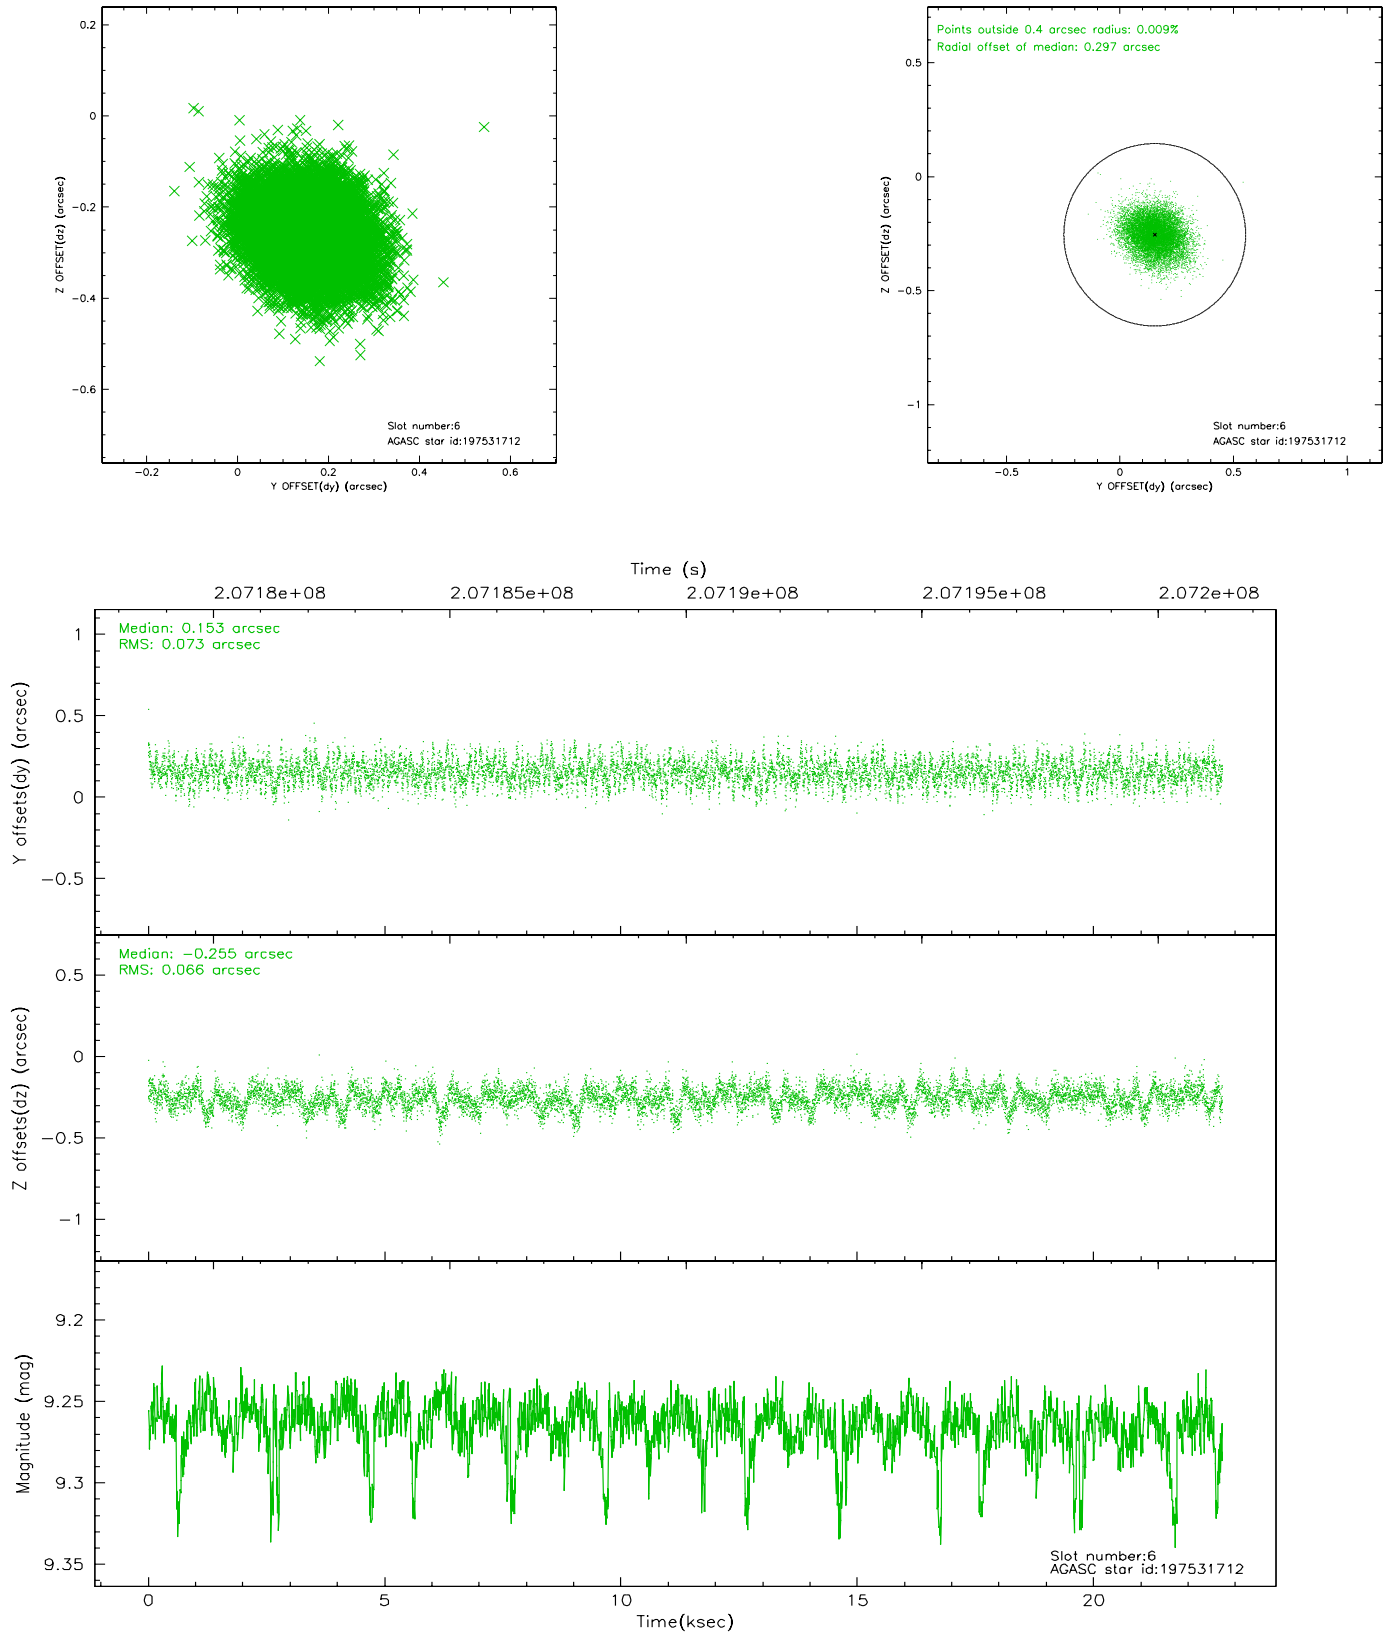 0.2
0
−0.2
−0.4
−0.6
Z OFFSET(dz) (arcsec)
Slot number:6
AGASC star id:197531712
−0.2
0
0.2
0.4
0.6
Y OFFSET(dy) (arcsec)
Points outside 0.4 arcsec radius: 0.009%
Radial offset of median: 0.297 arcsec
0.5
0
−0.5
−1
Z OFFSET(dz) (arcsec)
Slot number:6
AGASC star id:197531712
−0.5
0
0.5
1
Y OFFSET(dy) (arcsec)
Time (s)
2.0718e+08
2.07185e+08
2.0719e+08
2.07195e+08
2.072e+08
Median: 0.153 arcsec
RMS: 0.073 arcsec
1
0.5
0
−0.5
Y offsets(dy) (arcsec)
Median: −0.255 arcsec
RMS: 0.066 arcsec
0.5
0
−0.5
−1
Z offsets(dz) (arcsec)
9.2
9.25
9.3
9.35
Magnitude (mag)
Slot number:6
AGASC star id:197531712
0
5
10
15
20
Time(ksec)